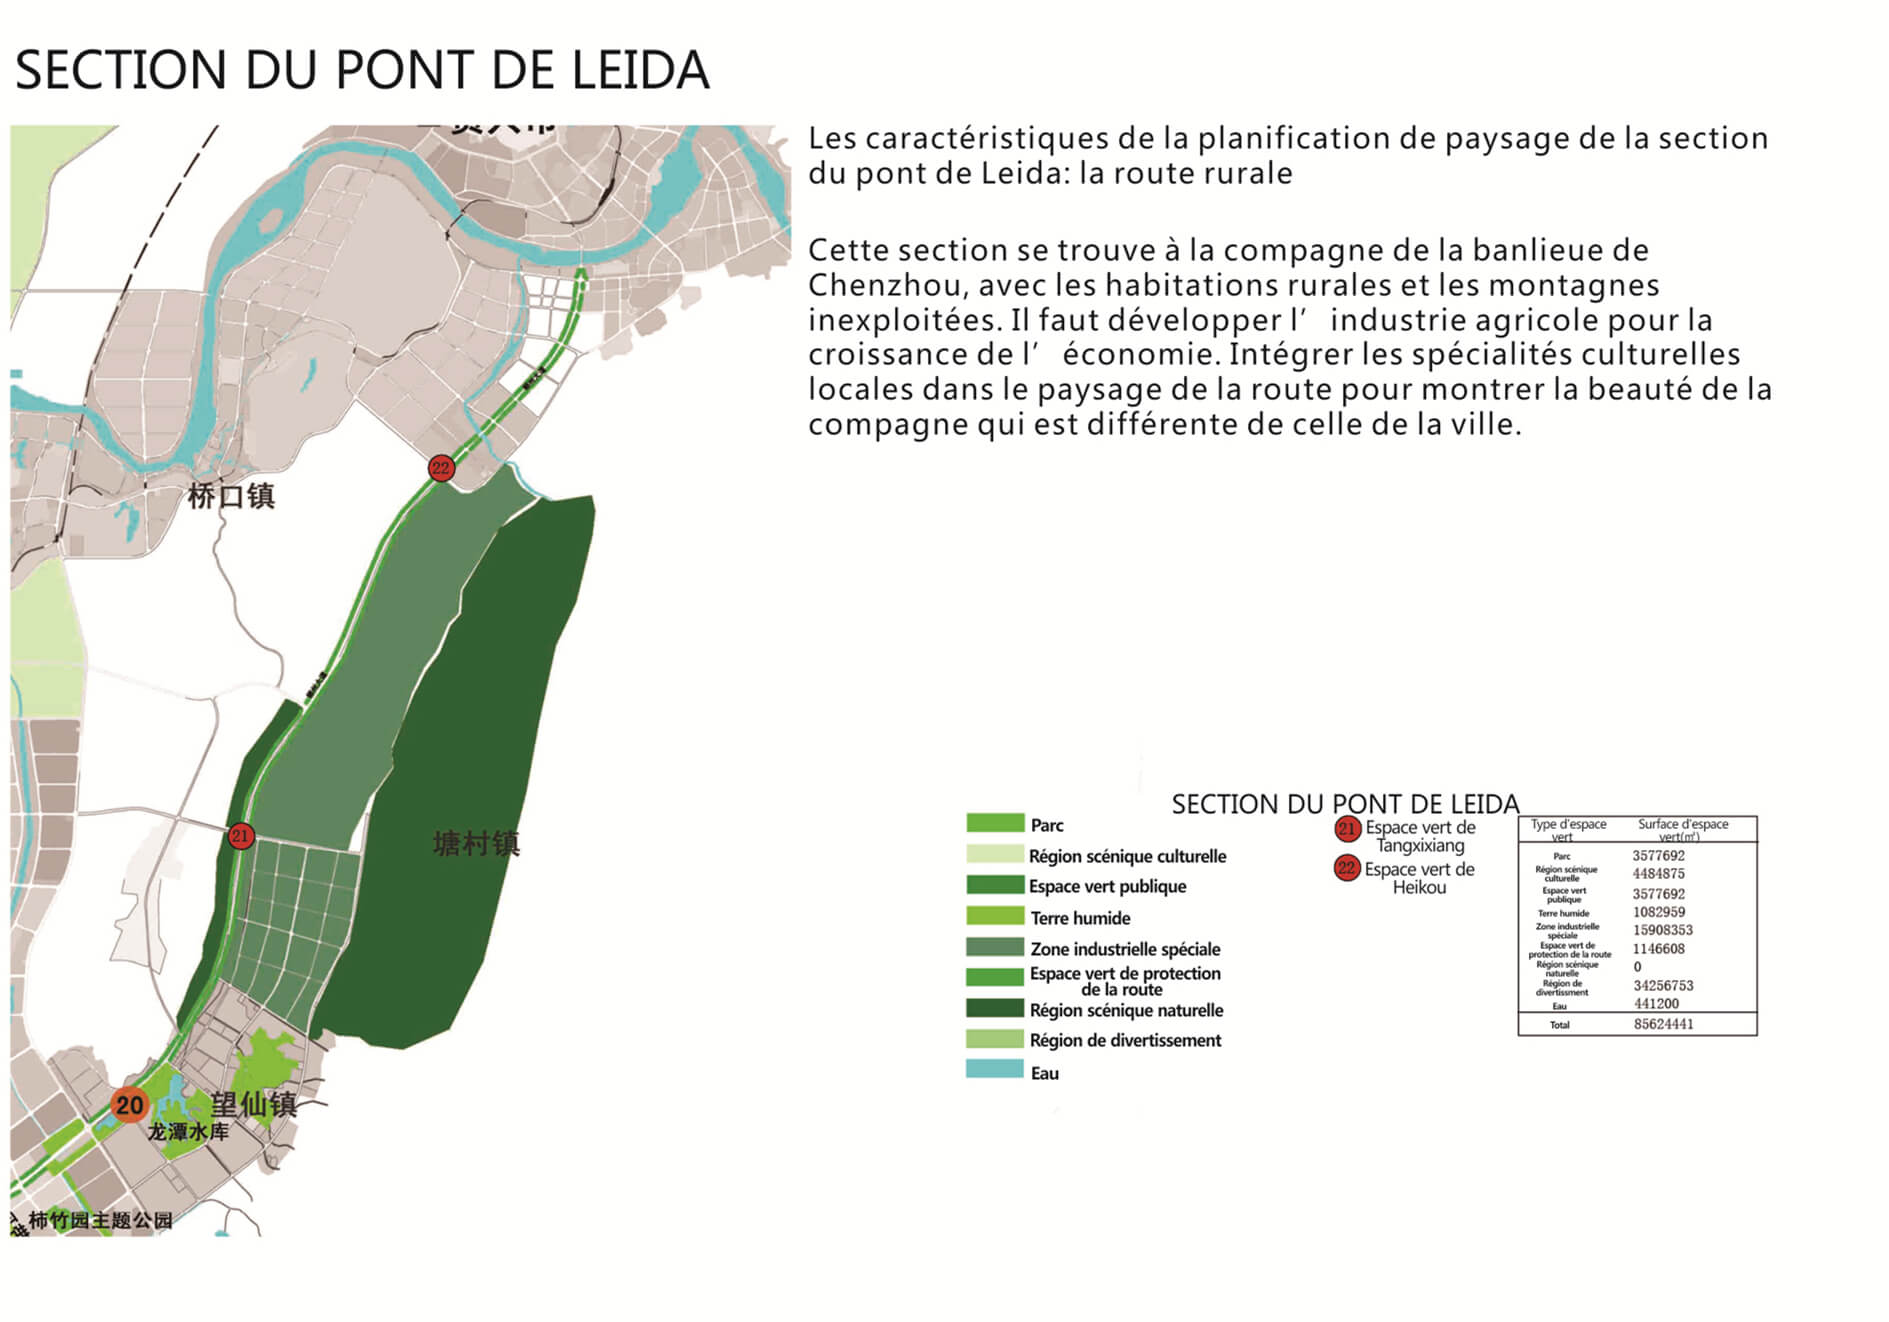 SECTION DU PONT DE LEIDA
Les caractéristiques de la planification de paysage de la section
du pont de Leida: la route rurale
Cette section se trouve à la compagne de la banlieue de
Chenzhou, avec les habitations rurales et les montagnes
inexploitées. Il faut développer l’ industrie agricole pour la
croissance de l’ économie. Intégrer les spécialités culturelles
locales dans le paysage de la route pour montrer la beauté de la
compagne qui est différente de celle de la ville.
22
桥口镇
21
塘村镇
20
望仙镇
龙潭水库
柿竹园主题公园
Parc
Région scénique culturelle
Espace vert publique
Terre humide
Zone industrielle spéciale
Espace vert de protection
de la route
Région scénique naturelle
Région de divertissement
Eau
SECTION DU PONT DE LEIDA
21 Espace vert de
Tangxixiang
22 Espace vert de
Heikou
Type d'espace
vert
Surface d'espace
vert(㎡)
Parc 3577692
Région scénique
culturelle 4484875
Espace vert
publique 3577692
Terre humide 1082959
Zone industrielle
spéciale 15908353
Espace vert de
protection de la route 1146608
Région scénique
naturelle 0
Région de
divertissment 34256753
Eau 441200
Total 85624441